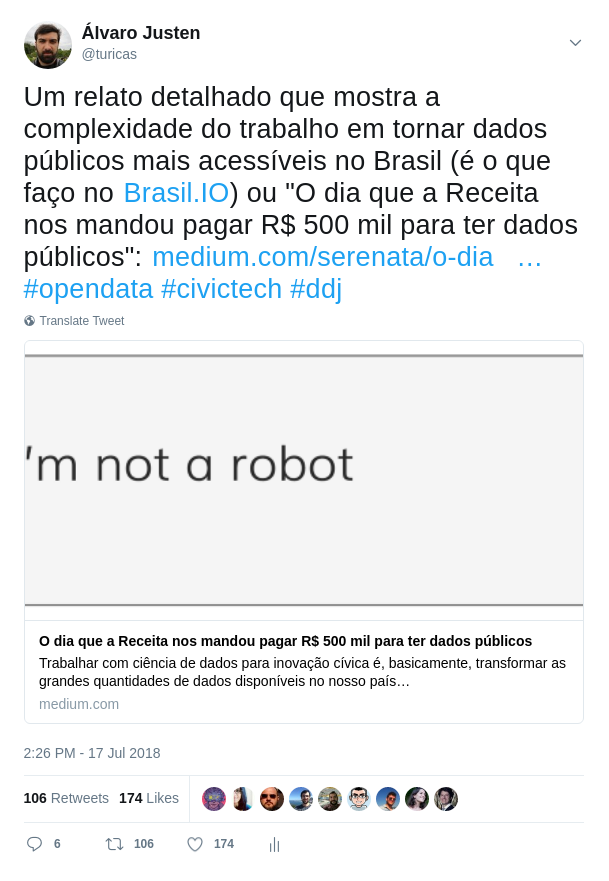 Álvaro Justen
@turicas
Um relato detalhado que mostra a
complexidade do trabalho em tornar dados
públicos mais acessíveis no Brasil (é o que
faço no Brasil.IO) ou "O dia que a Receita
nos mandou pagar R$ 500 mil para ter dados
públicos": medium.com/serenata/o-dia …
#opendata #civictech #ddj
Translate Tweet
'm not a robot
O dia que a Receita nos mandou pagar R$ 500 mil para ter dados públicos
Trabalhar com ciência de dados para inovação cívica é, basicamente, transformar as
grandes quantidades de dados disponíveis no nosso país…
medium.com
2:26 PM - 17 Jul 2018
106 Retweets 174 Likes
6 106 174